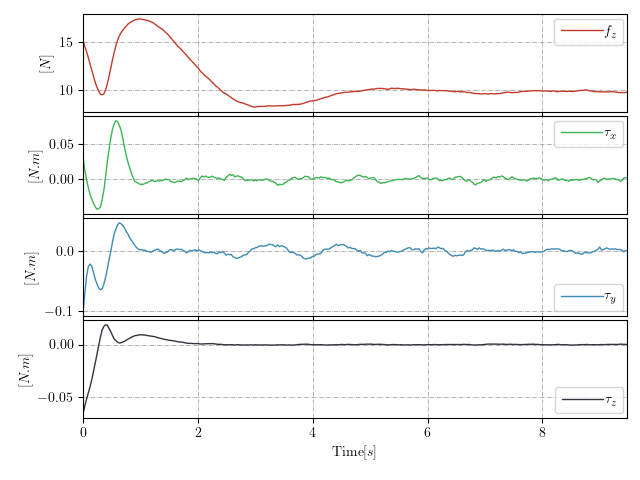 15
10
[N]
f_z
0.05
0.00
[N.m]
τ_x
0.0
−0.1
[N.m]
τ_y
0.00
−0.05
[N.m]
τ_z
0 2 4 6 8
Time[s]